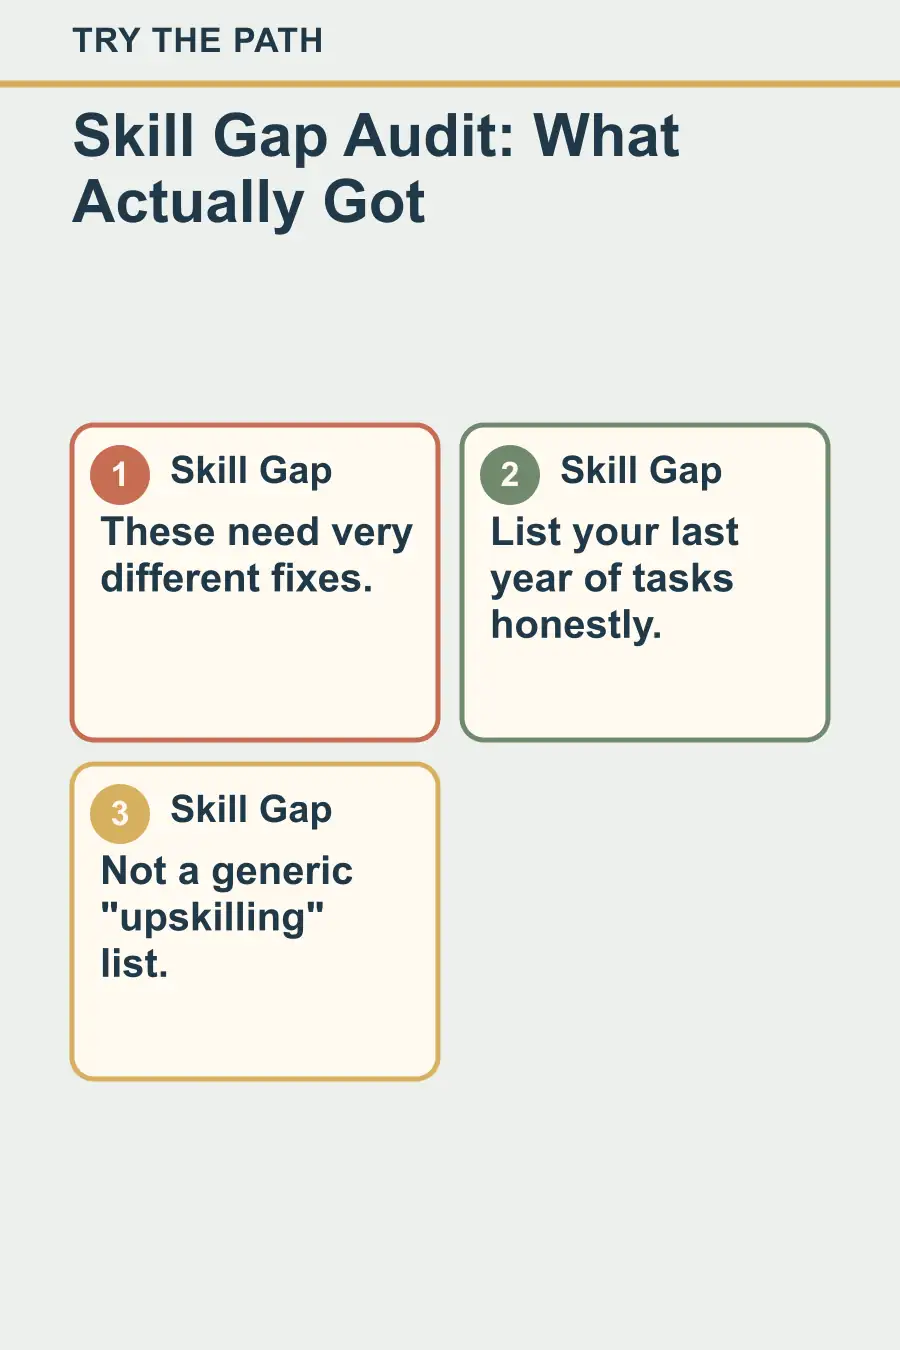 TRY THE PATH
Skill Gap Audit: What
Actually Got
1 Skill Gap
These need very
different fixes.
2 Skill Gap
List your last
year of tasks
honestly.
3 Skill Gap
Not a generic
"upskilling"
list.